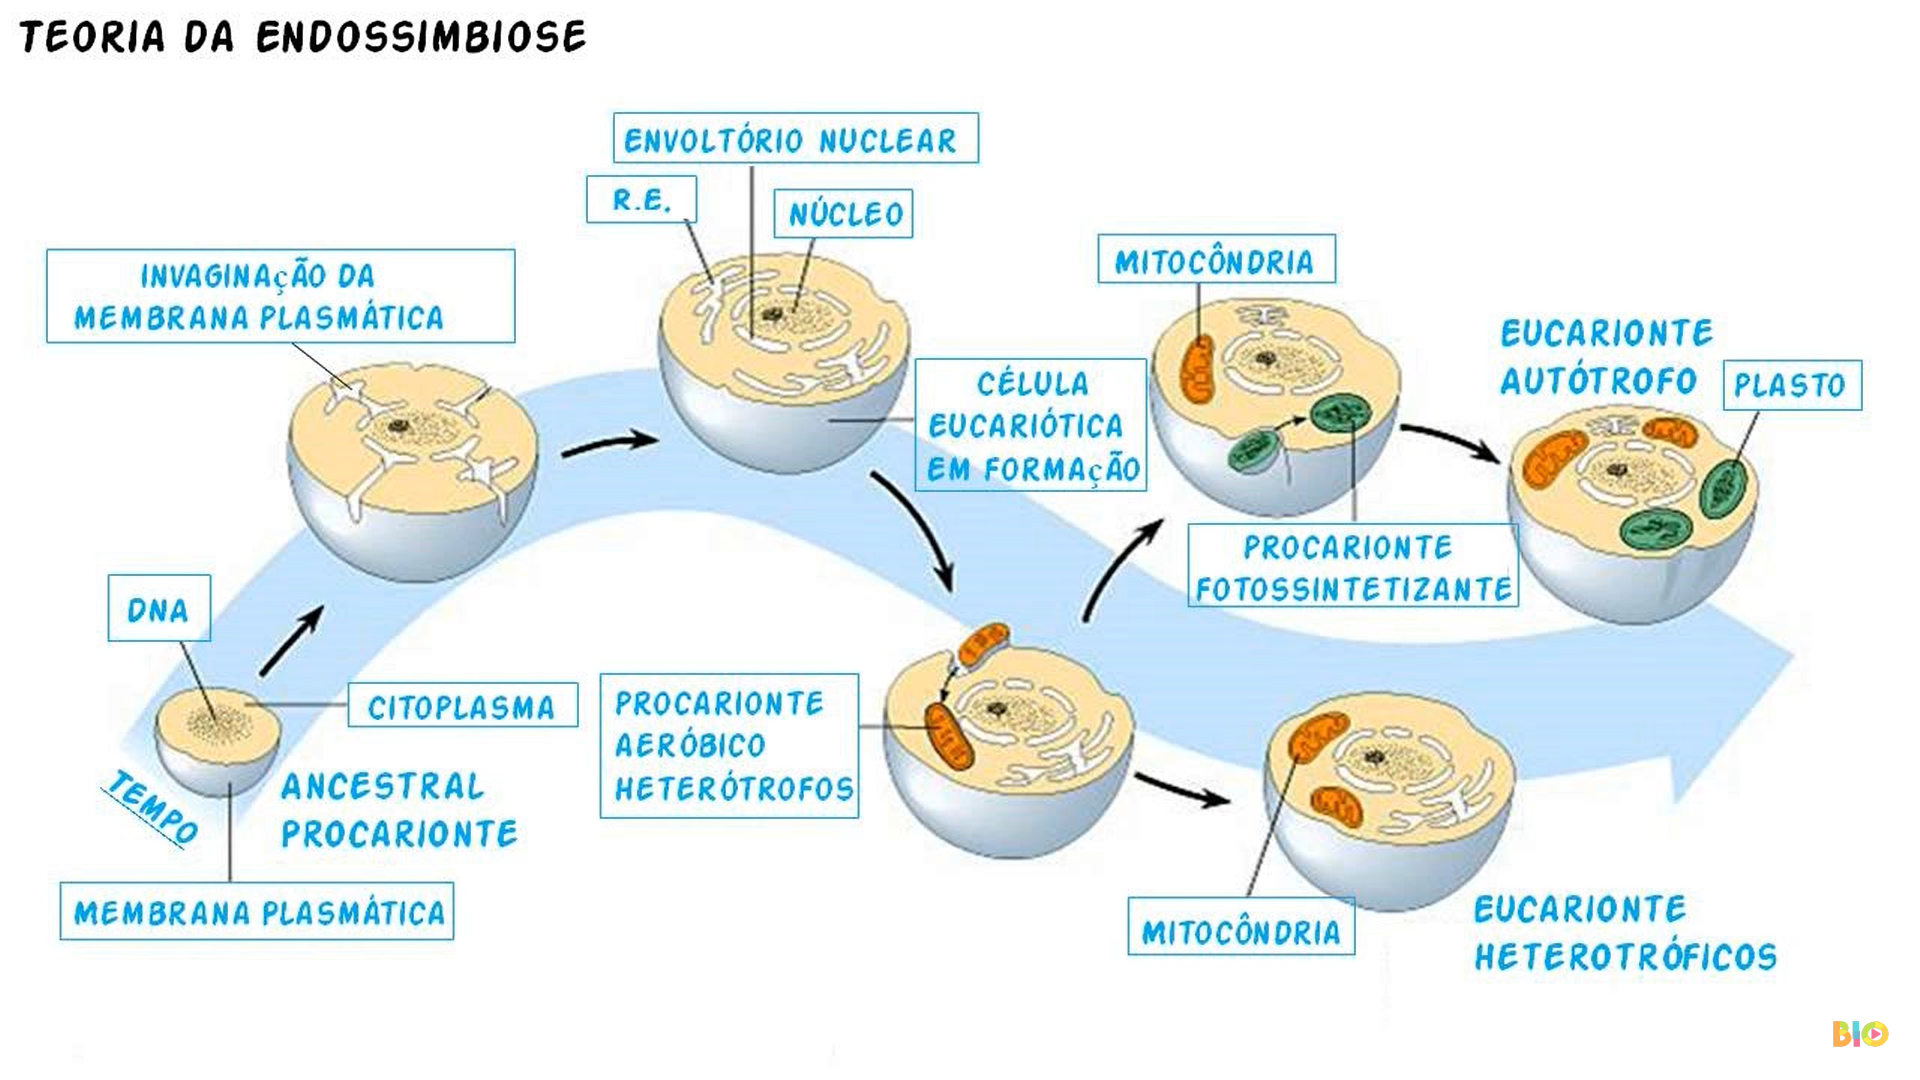 TEORIA DA ENDOSSIMBIOSE
ENVOLTÓRIO NUCLEAR
R.E.
NÚCLEO
INVAGINAÇÃO DA
MEMBRANA PLASMÁTICA
MITOCÔNDRIA
EUCARIONTE
AUTÓTROFO
PLASTO
CÉLULA
EUCARIÓTICA
EM FORMAÇÃO
PROCARIONTE
FOTOSSINTETIZANTE
DNA
CITOPLASMA
PROCARIONTE
AERÓBICO
HETERÓTROFOS
TEMPO
ANCESTRAL
PROCARIONTE
MEMBRANA PLASMÁTICA
MITOCÔNDRIA
EUCARIONTE
HETEROTRÓFICOS
BIO